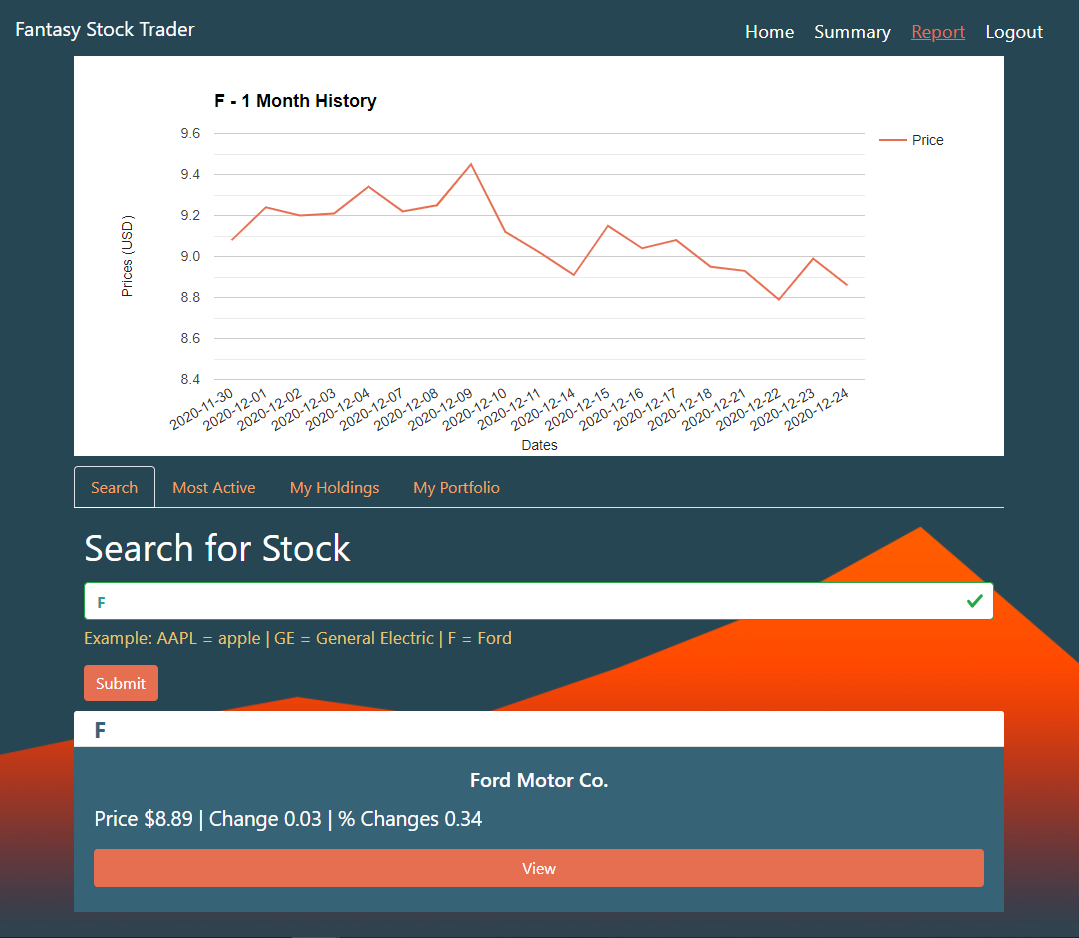 Fantasy Stock Trader
Home Summary Report Logout
F - 1 Month History
9.6
9.4
9.2
9.0
8.8
8.6
8.4
Prices (USD)
Price
2020-11-30
2020-12-01
2020-12-02
2020-12-03
2020-12-04
2020-12-07
2020-12-08
2020-12-09
2020-12-10
2020-12-11
2020-12-14
2020-12-15
2020-12-16
2020-12-17
2020-12-18
2020-12-21
2020-12-22
2020-12-23
2020-12-24
Dates
Search Most Active My Holdings My Portfolio
Search for Stock
F
Example: AAPL = apple | GE = General Electric | F = Ford
Submit
F
Ford Motor Co.
Price $8.89 | Change 0.03 | % Changes 0.34
View